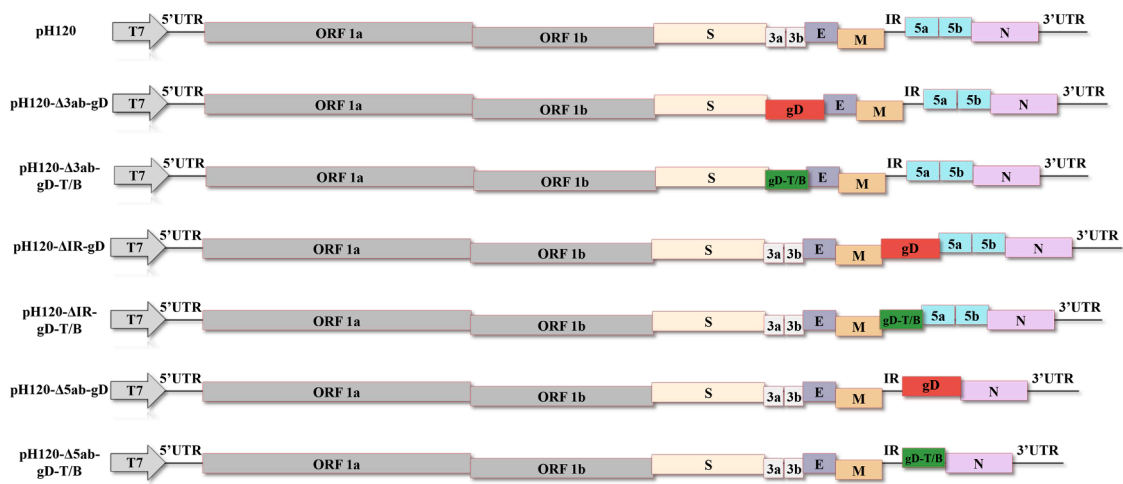 pH120 T7 5’UTR ORF 1a ORF 1b S 3a 3b E M IR 5a 5b N 3’UTR
pH120-Δ3ab-gD T7 5’UTR ORF 1a ORF 1b S gD E M IR 5a 5b N 3’UTR
pH120-Δ3ab-
gD-T/B T7 5’UTR ORF 1a ORF 1b S gD-T/B E M IR 5a 5b N 3’UTR
pH120-ΔIR-gD T7 5’UTR ORF 1a ORF 1b S 3a 3b E M gD 5a 5b N 3’UTR
pH120-ΔIR-
gD-T/B T7 5’UTR ORF 1a ORF 1b S 3a 3b E M gD-T/B 5a 5b N 3’UTR
pH120-Δ5ab-gD T7 5’UTR ORF 1a ORF 1b S 3a 3b E M IR gD N 3’UTR
pH120-Δ5ab-
gD-T/B T7 5’UTR ORF 1a ORF 1b S 3a 3b E M IR gD-T/B N 3’UTR